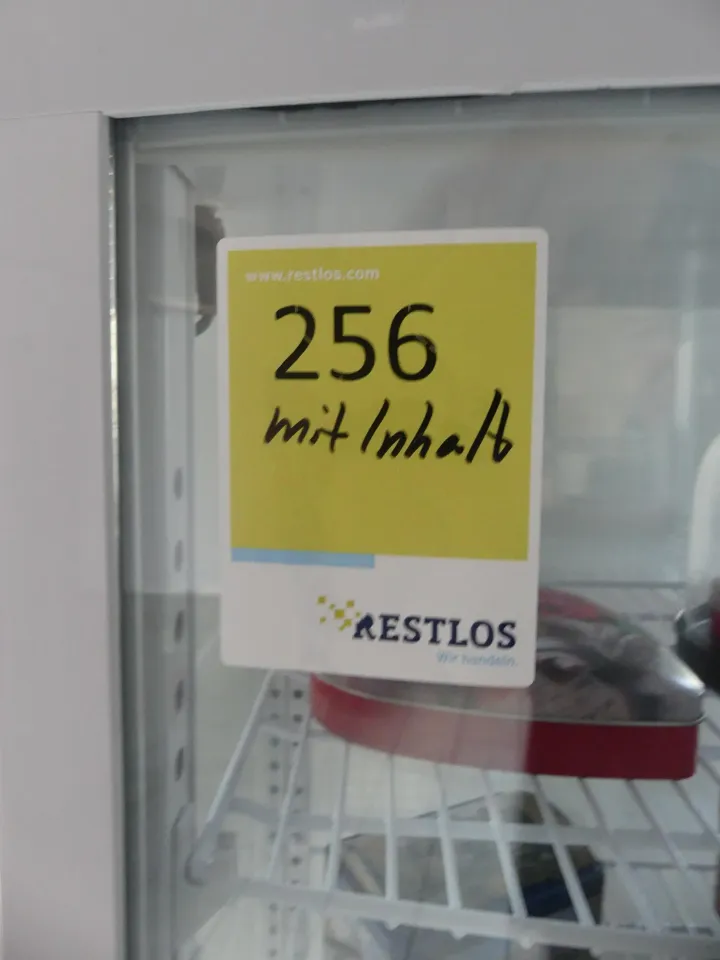 www.restlos.com
256
mit Inhalt
RESTLOS
Wir handeln.